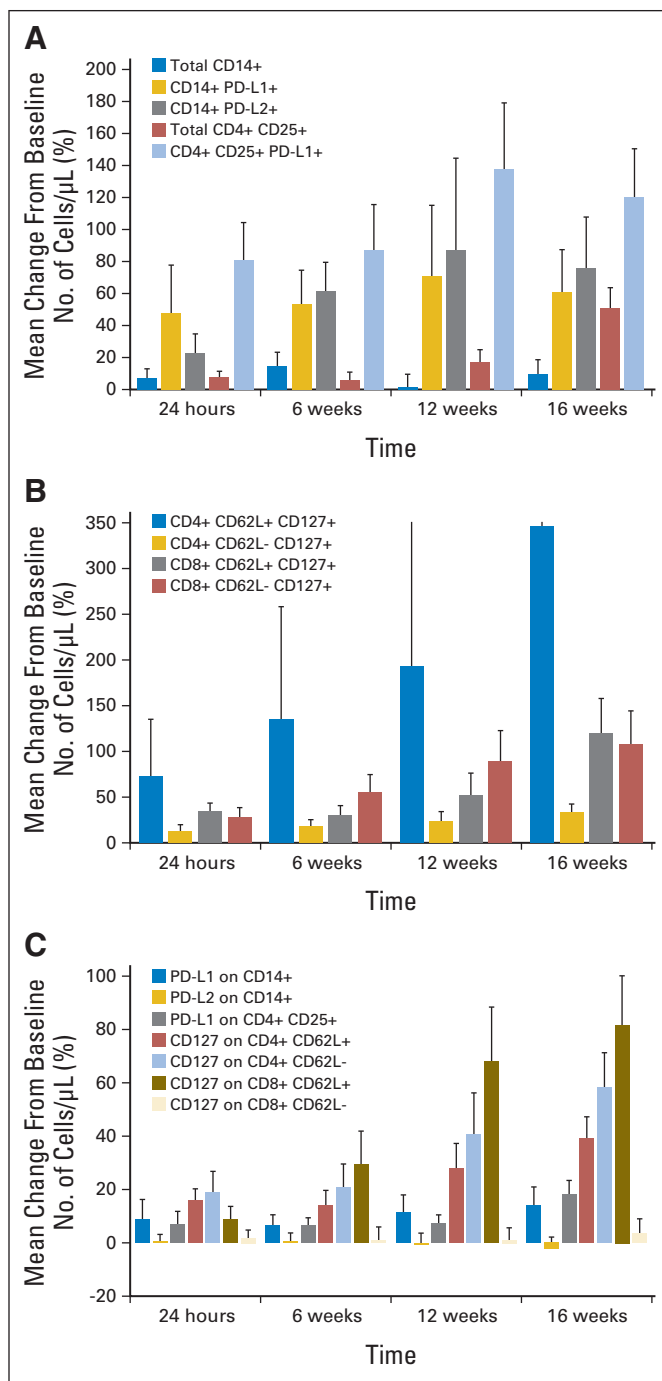 A
Mean Change From Baseline
No. of Cells/µL (%)
200
180
160
140
120
100
80
60
40
20
0
Total CD14+
CD14+ PD-L1+
CD14+ PD-L2+
Total CD4+ CD25+
CD4+ CD25+ PD-L1+
24 hours
6 weeks
12 weeks
16 weeks
Time
B
Mean Change From Baseline
No. of Cells/µL (%)
350
300
250
200
150
100
50
0
CD4+ CD62L+ CD127+
CD4+ CD62L- CD127+
CD8+ CD62L+ CD127+
CD8+ CD62L- CD127+
24 hours
6 weeks
12 weeks
16 weeks
Time
C
Mean Change From Baseline
No. of Cells/µL (%)
100
80
60
40
20
0
-20
PD-L1 on CD14+
PD-L2 on CD14+
PD-L1 on CD4+ CD25+
CD127 on CD4+ CD62L+
CD127 on CD4+ CD62L-
CD127 on CD8+ CD62L+
CD127 on CD8+ CD62L-
24 hours
6 weeks
12 weeks
16 weeks
Time